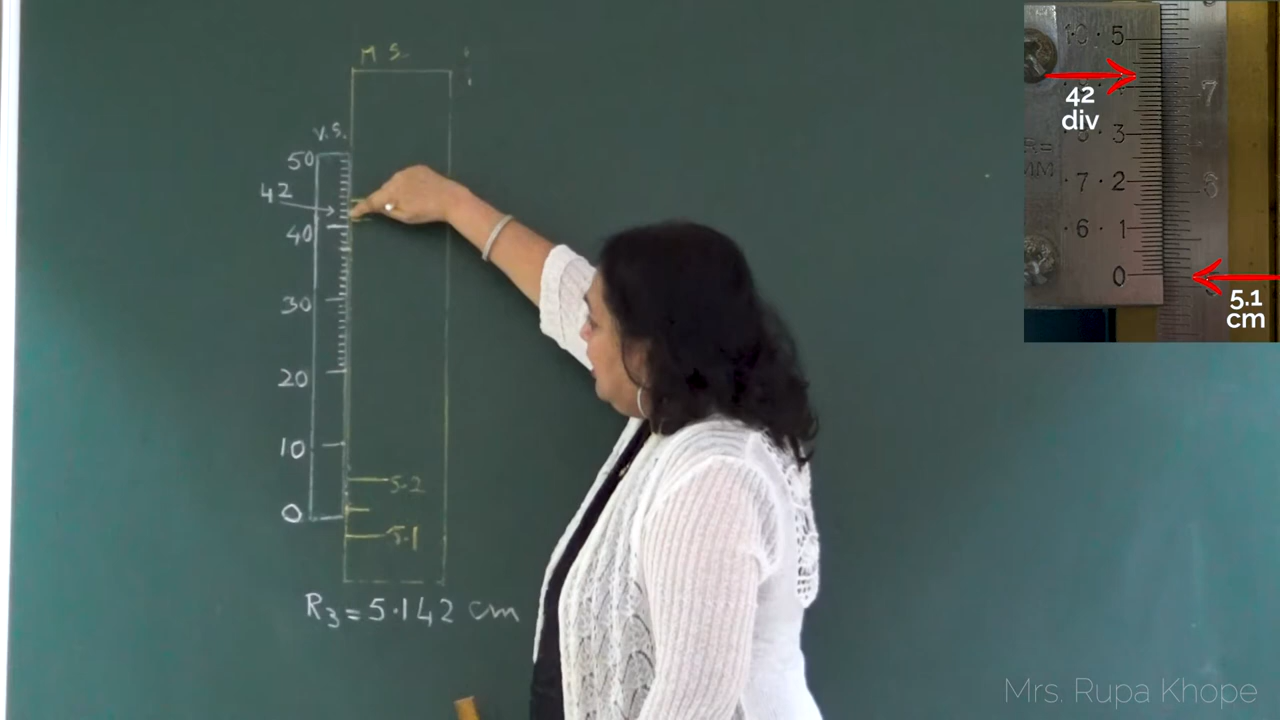 M S.
V.S.
50
42
40
30
20
10
5.2
0
5.1
R3 = 5.142 cm
10 5
42
div
7
3
R=
MM
7 · 2
6
· 6 · 1
0
5.1
cm
Mrs. Rupa Khope